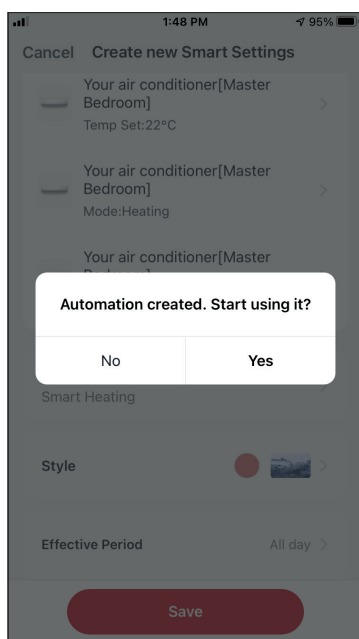 1:48 PM
95%
Cancel Create new Smart Settings
Your air conditioner[Master
Bedroom]
Temp Set:22°C
Your air conditioner[Master
Bedroom]
Mode:Heating
Your air conditioner[Master
Automation created. Start using it?
No Yes
Smart Heating
Style
Effective Period All day
Save